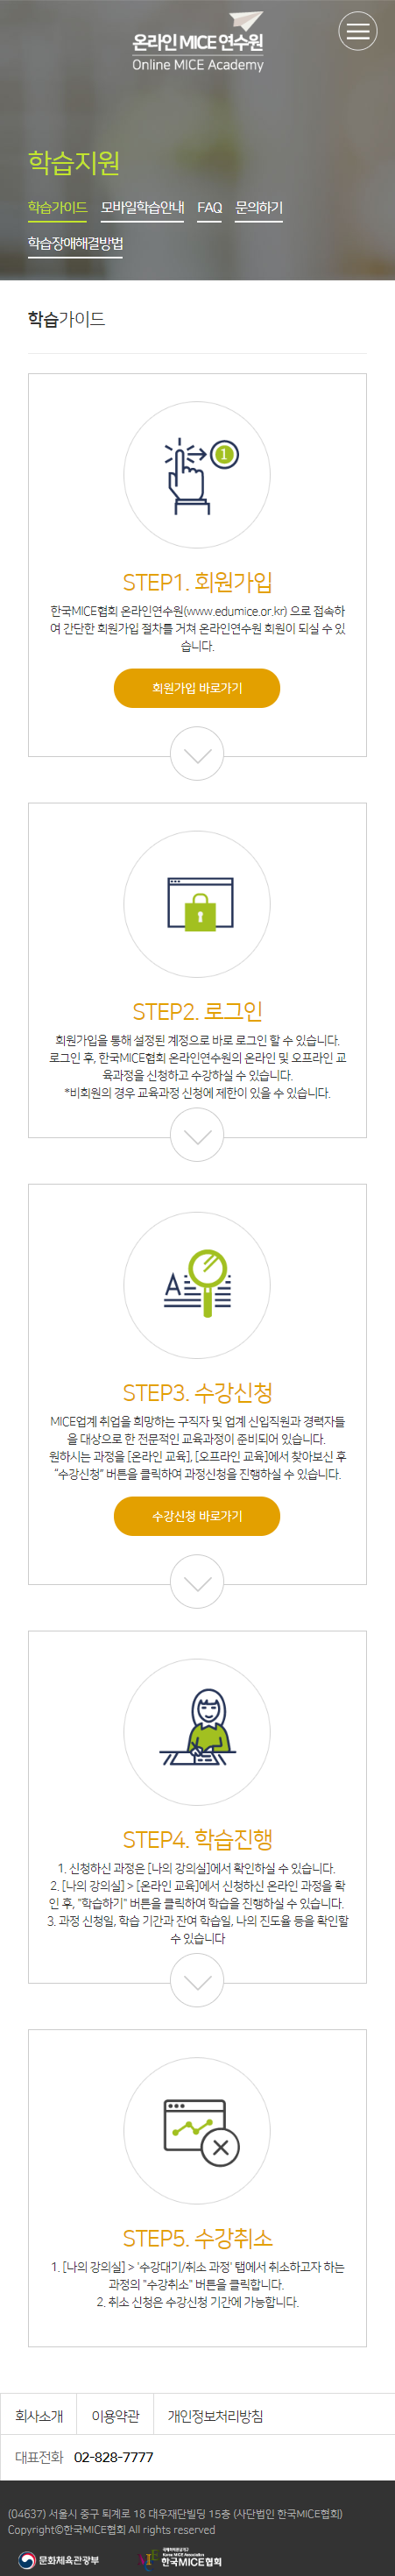 온라인 MICE 연수원
Online MICE Academy
학습지원
학습가이드 모바일학습안내 FAQ 문의하기
학습장애해결방법
학습가이드
1
STEP1. 회원가입
한국MICE협회 온라인연수원(www.edumice.or.kr) 으로 접속하
여 간단한 회원가입 절차를 거쳐 온라인연수원 회원이 되실 수 있
습니다.
회원가입 바로가기
STEP2. 로그인
회원가입을 통해 설정된 계정으로 바로 로그인 할 수 있습니다.
로그인 후, 한국MICE협회 온라인연수원의 온라인 및 오프라인 교
육과정을 신청하고 수강하실 수 있습니다.
*비회원의 경우 교육과정 신청에 제한이 있을 수 있습니다.
A
STEP3. 수강신청
MICE업계 취업을 희망하는 구직자 및 업계 신입직원과 경력자들
을 대상으로 한 전문적인 교육과정이 준비되어 있습니다.
원하시는 과정을 [온라인 교육], [오프라인 교육]에서 찾아보신 후
"수강신청" 버튼을 클릭하여 과정신청을 진행하실 수 있습니다.
수강신청 바로가기
STEP4. 학습진행
1. 신청하신 과정은 [나의 강의실]에서 확인하실 수 있습니다.
2. [나의 강의실] > [온라인 교육]에서 신청하신 온라인 과정을 확
인 후, "학습하기" 버튼을 클릭하여 학습을 진행하실 수 있습니다.
3. 과정 신청일, 학습 기간과 잔여 학습일, 나의 진도율 등을 확인할
수 있습니다
STEP5. 수강취소
1. [나의 강의실] > '수강대기/취소 과정' 탭에서 취소하고자 하는
과정의 "수강취소" 버튼을 클릭합니다.
2. 취소 신청은 수강신청 기간에 가능합니다.
회사소개 이용약관 개인정보처리방침
대표전화 02-828-7777
(04637) 서울시 중구 퇴계로 18 대우재단빌딩 15층 (사단법인 한국MICE협회)
Copyright©한국MICE협회 All rights reserved
문화체육관광부 한국MICE협회